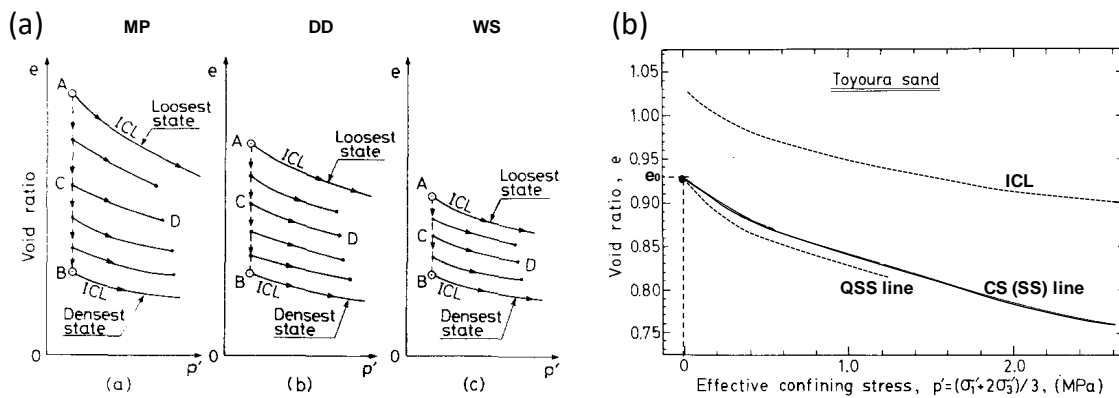 (a)
MP
DD
WS
e
A
ICL
Loosest
state
C
D
B
ICL
Densest
state
Void ratio
0
p'
(a)
e
A
ICL
Loosest
state
C
D
B
ICL
Densest
state
0
p'
(b)
e
A
ICL
Loosest
state
C
D
B
ICL
Densest
state
0
p'
(c)
(b)
Toyoura sand
1.05
1.00
0.95
e₀
0.90
0.85
0.80
0.75
Void ratio, e
ICL
QSS line
CS (SS) line
0
1.0
2.0
Effective confining stress, p'=(σ₁'+2σ₃')/3, (MPa)